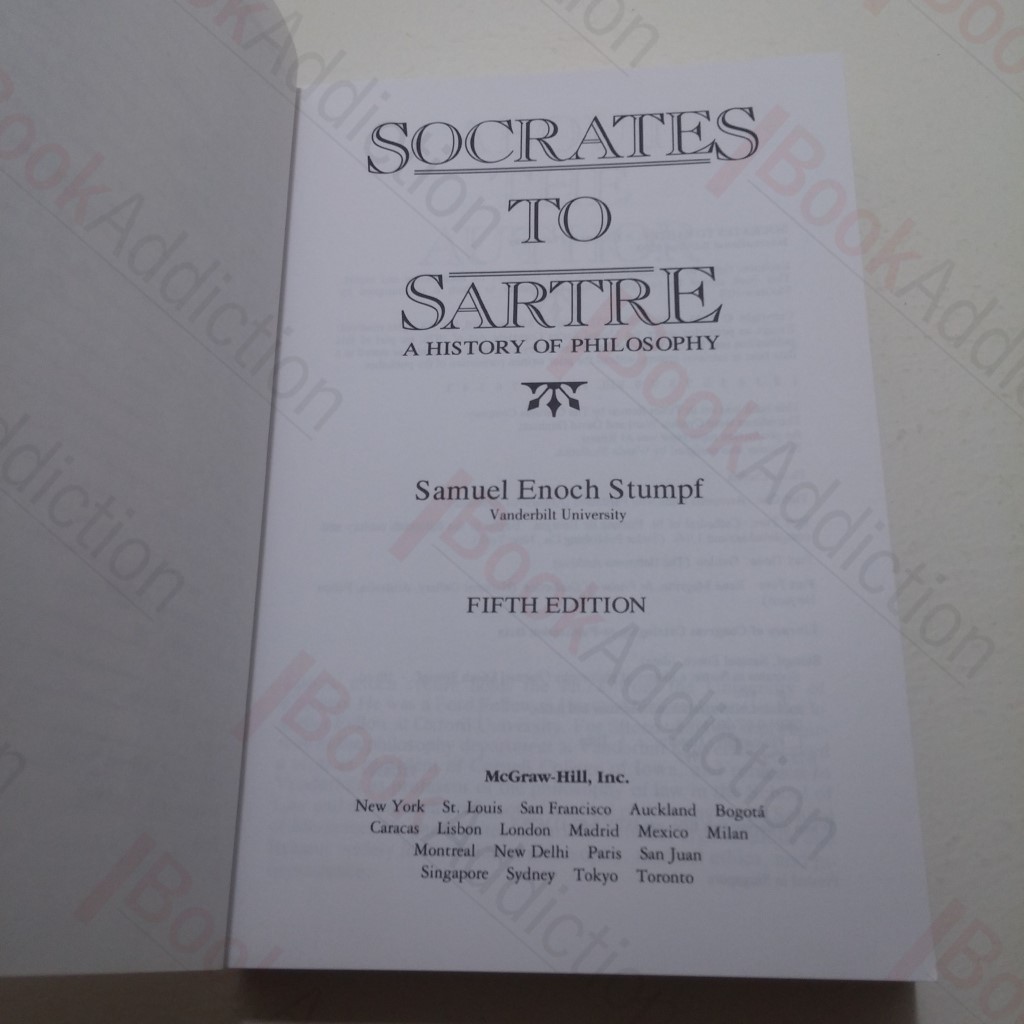 SOCRATES
TO
SARTRE
A HISTORY OF PHILOSOPHY
Samuel Enoch Stumpf
Vanderbilt University
FIFTH EDITION
McGraw-Hill, Inc.
New York St. Louis San Francisco Auckland Bogotá
Caracas Lisbon London Madrid Mexico Milan
Montreal New Delhi Paris San Juan
Singapore Sydney Tokyo Toronto
BookAddiction